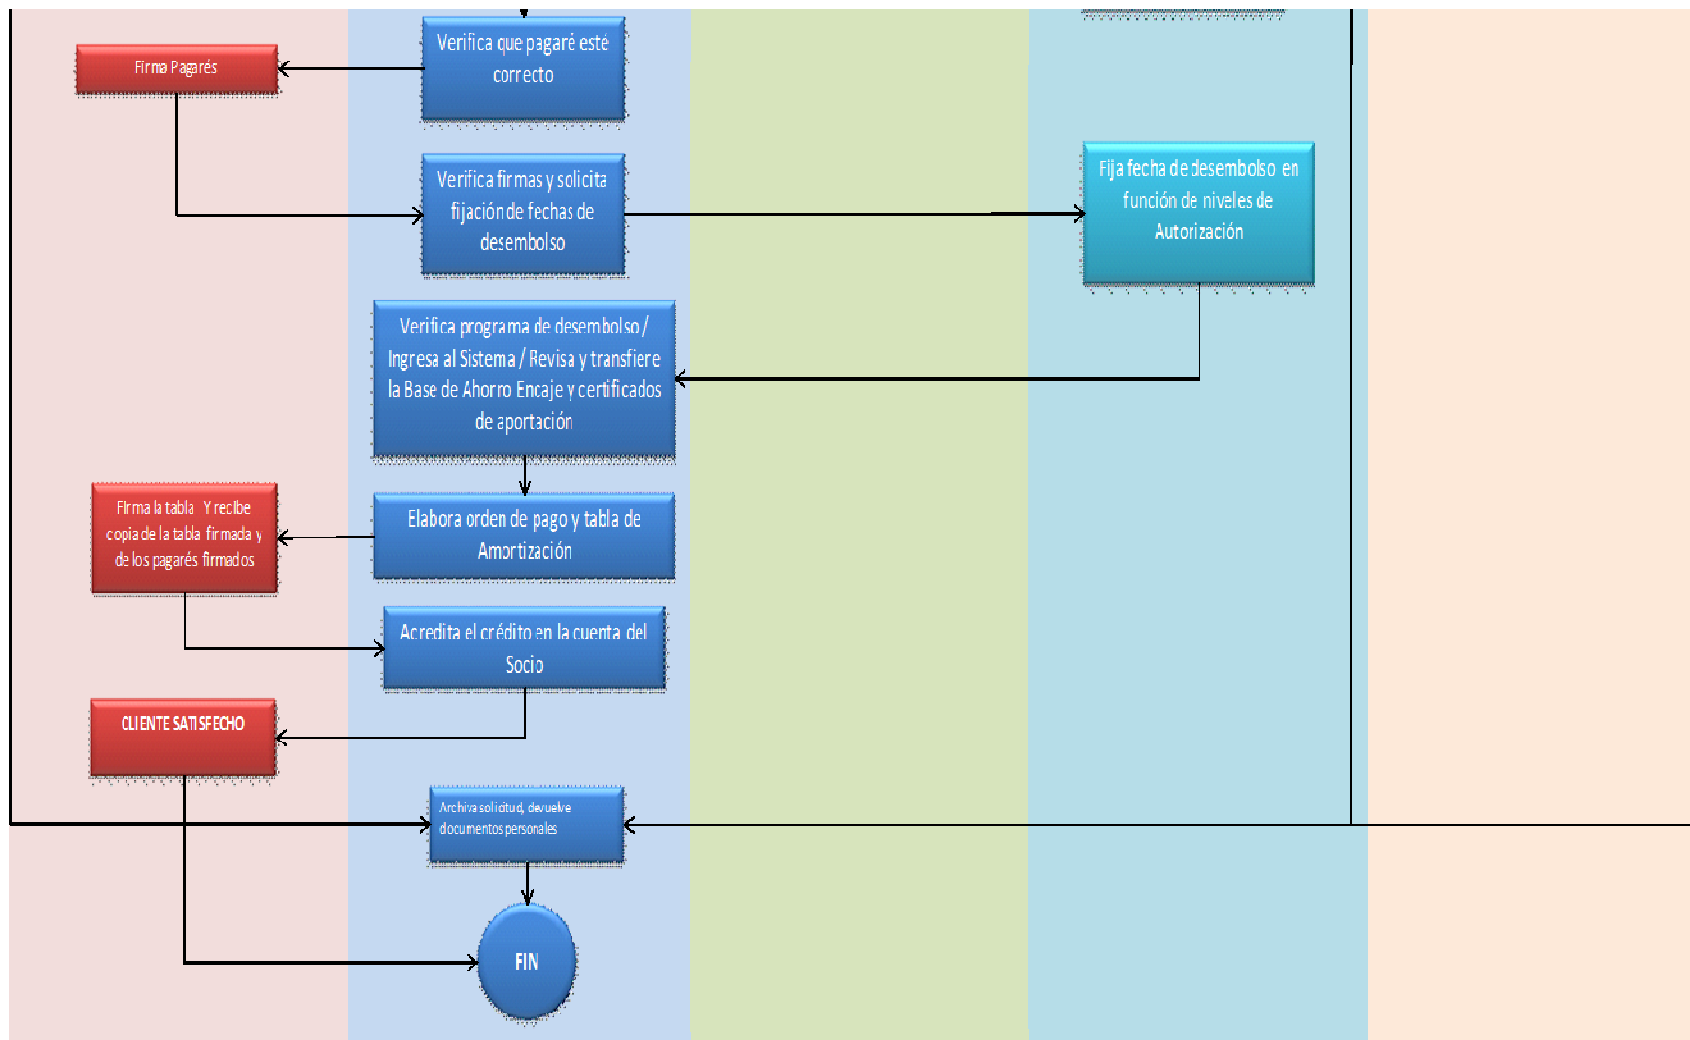 Verifica que pagaré esté
correcto
Firma Pagarés
Verifica firmas y solicita
fijación de fechas de
desembolso
Fija fecha de desembolso en
función de niveles de
Autorización
Verifica programa de desembolso /
Ingresa al Sistema / Revisa y transfiere
la Base de Ahorro Encaje y certificados
de aportación
Elabora orden de pago y tabla de
Amortización
Firma la tabla Y recibe
copia de la tabla firmada y
de los pagarés firmados
Acredita el crédito en la cuenta del
Socio
CLIENTE SATISFECHO
Archiva solicitud, devuelve
documentos personales
FIN